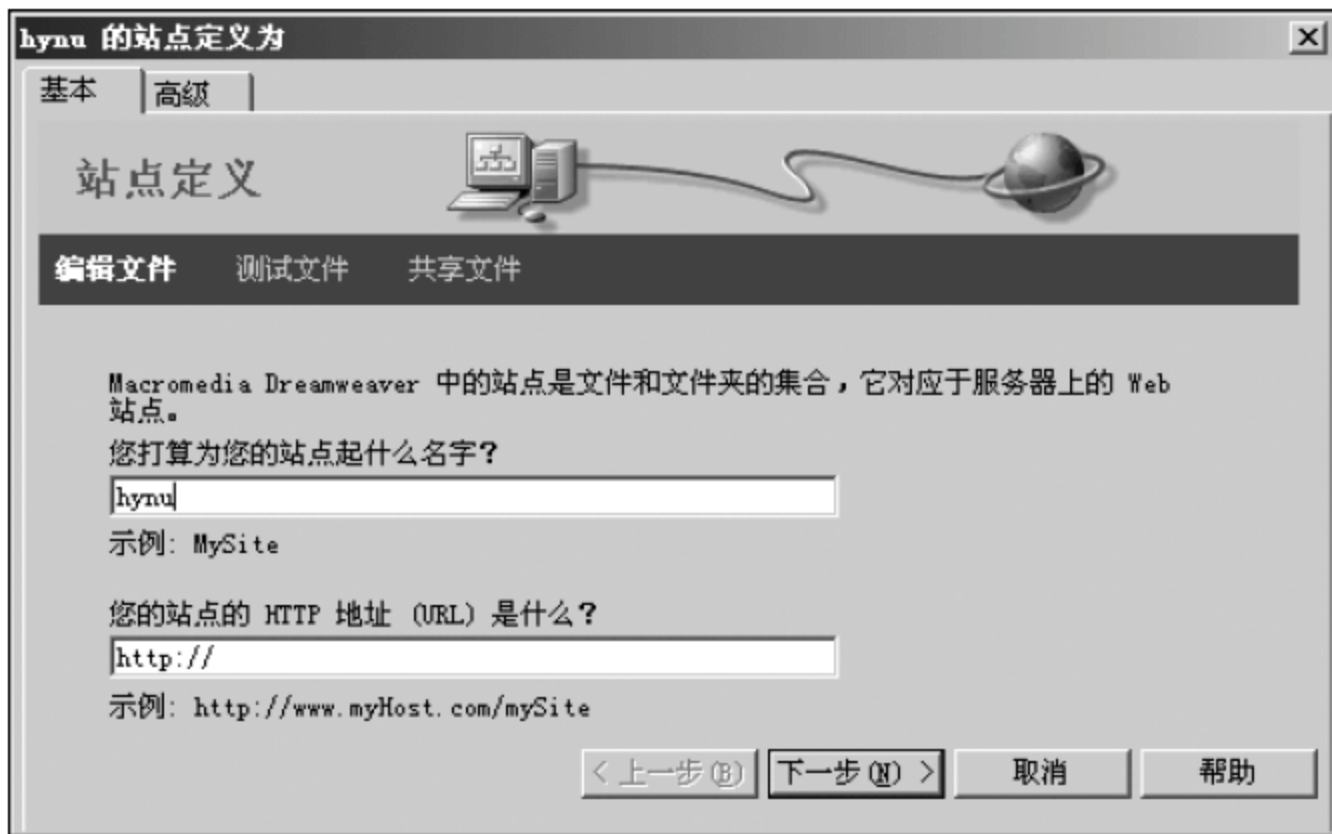 hynu 的站点定义为
基本
高级
站点定义
编辑文件 测试文件 共享文件
Macromedia Dreamweaver 中的站点是文件和文件夹的集合，它对应于服务器上的 Web
站点。
您打算为您的站点起什么名字？
hynu
示例: MySite
您的站点的 HTTP 地址 (URL) 是什么？
http://
示例: http://www.myHost.com/mySite
< 上一步(B) 下一步(N) > 取消 帮助